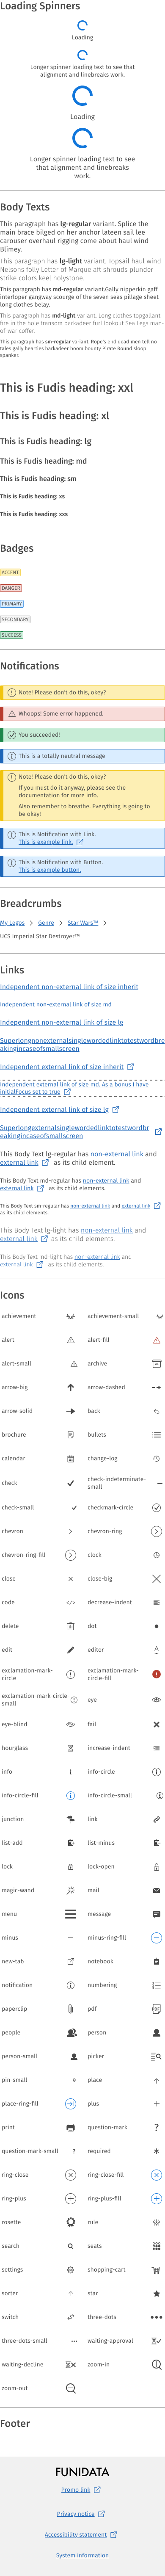 Loading Spinners
Loading
Longer spinner loading text to see that
alignment and linebreaks work.
Loading
Longer spinner loading text to see
that alignment and linebreaks
work.
Body Texts
This paragraph has lg-regular variant. Splice the
main brace bilged on her anchor lateen sail lee
carouser overhaul rigging rope about haul wind
Blimey.
This paragraph has lg-light variant. Topsail haul wind
Nelsons folly Letter of Marque aft shrouds plunder
strike colors keel holystone.
This paragraph has md-regular variant.Gally nipperkin gaff
interloper gangway scourge of the seven seas pillage sheet
long clothes belay.
This paragraph has md-light variant. Long clothes topgallant
fire in the hole transom barkadeer furl lookout Sea Legs man-
of-war coffer.
This paragraph has sm-regular variant. Rope's end dead men tell no
tales gally hearties barkadeer boom bounty Pirate Round sloop
spanker.
This is Fudis heading: xxl
This is Fudis heading: xl
This is Fudis heading: lg
This is Fudis heading: md
This is Fudis heading: sm
This is Fudis heading: xs
This is Fudis heading: xxs
Badges
ACCENT
DANGER
PRIMARY
SECONDARY
SUCCESS
Notifications
Note! Please don't do this, okey?
Whoops! Some error happened.
You succeeded!
This is a totally neutral message
Note! Please don't do this, okey?
If you must do it anyway, please see the
documentation for more info.
Also remember to breathe. Everything is going to
be okay!
This is Notification with Link.
This is example link.
This is Notification with Button.
This is example button.
Breadcrumbs
My Legos
Genre
Star Wars™
UCS Imperial Star Destroyer™
Links
Independent non-external link of size inherit
Independent non-external link of size md
Independent non-external link of size lg
Superlongnonexternalsinglewordedlinktotestwordbre
akingincaseofsmallscreen
Independent external link of size inherit
Independent external link of size md. As a bonus I have
initialFocus set to true
Independent external link of size lg
Superlongexternalsinglewordedlinktotestwordbr
eakingincaseofsmallscreen
This Body Text lg-regular has non-external link and
external link as its child element.
This Body Text md-regular has non-external link and
external link as its child elements.
This Body Text sm-regular has non-external link and external link
as its child elements.
This Body Text lg-light has non-external link and
external link as its child elements.
This Body Text md-light has non-external link and
external link as its child elements.
Icons
achievement
achievement-small
alert
alert-fill
alert-small
archive
arrow-big
arrow-dashed
arrow-solid
back
brochure
bullets
calendar
change-log
check
check-indeterminate-
small
check-small
checkmark-circle
chevron
chevron-ring
chevron-ring-fill
clock
close
close-big
code
decrease-indent
delete
dot
edit
editor
exclamation-mark-
circle
exclamation-mark-
circle-fill
exclamation-mark-circle-
small
eye
eye-blind
fail
hourglass
increase-indent
info
info-circle
info-circle-fill
info-circle-small
junction
link
list-add
list-minus
lock
lock-open
magic-wand
mail
menu
message
minus
minus-ring-fill
new-tab
notebook
notification
numbering
paperclip
pdf
people
person
person-small
picker
pin-small
place
place-ring-fill
plus
print
question-mark
question-mark-small
required
ring-close
ring-close-fill
ring-plus
ring-plus-fill
rosette
rule
search
seats
settings
shopping-cart
sorter
star
switch
three-dots
three-dots-small
waiting-approval
waiting-decline
zoom-in
zoom-out
Footer
FUNIDATA
Promo link
Privacy notice
Accessibility statement
System information